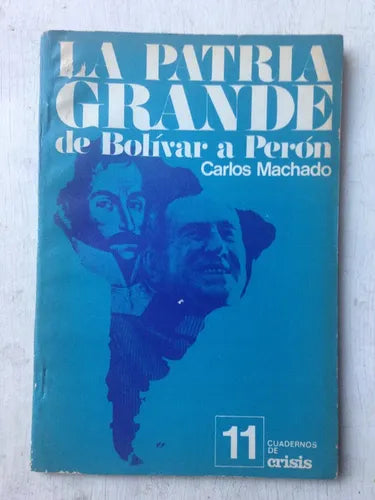 LA PATRIA
GRANDE
de Bolívar a Perón
Carlos Machado
11
CUADERNOS
DE
crisis